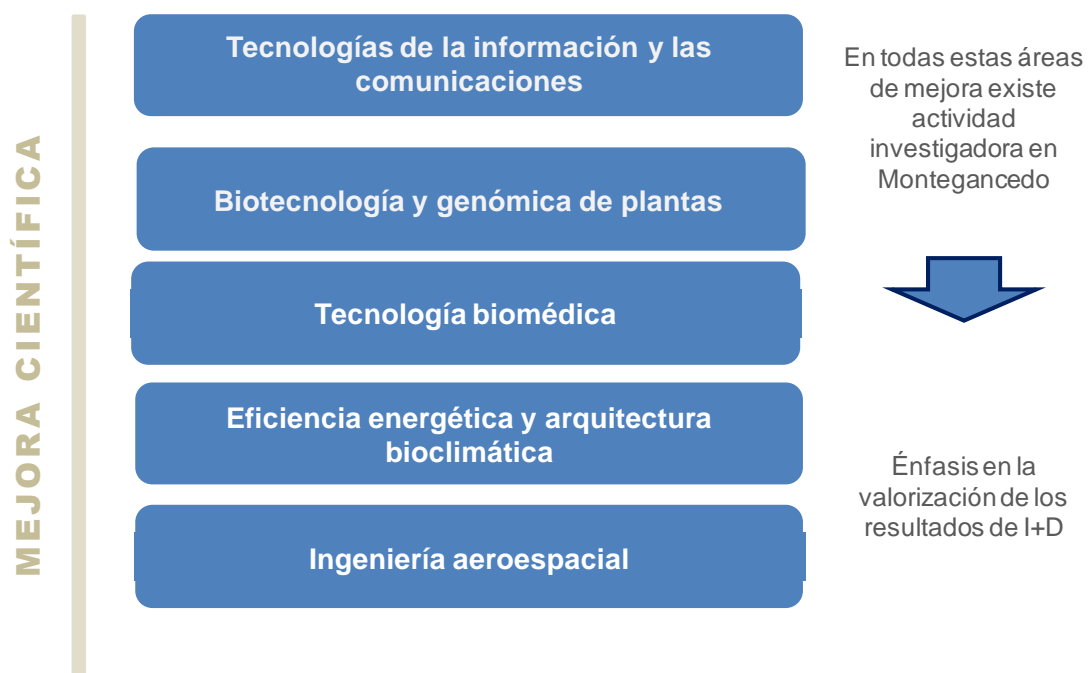 MEJORA CIENTÍFICA
Tecnologías de la información y las
comunicaciones
Biotecnología y genómica de plantas
Tecnología biomédica
Eficiencia energética y arquitectura
bioclimática
Ingeniería aeroespacial
En todas estas áreas
de mejora existe
actividad
investigadora en
Montegancedo
Énfasis en la
valorización de los
resultados de I+D